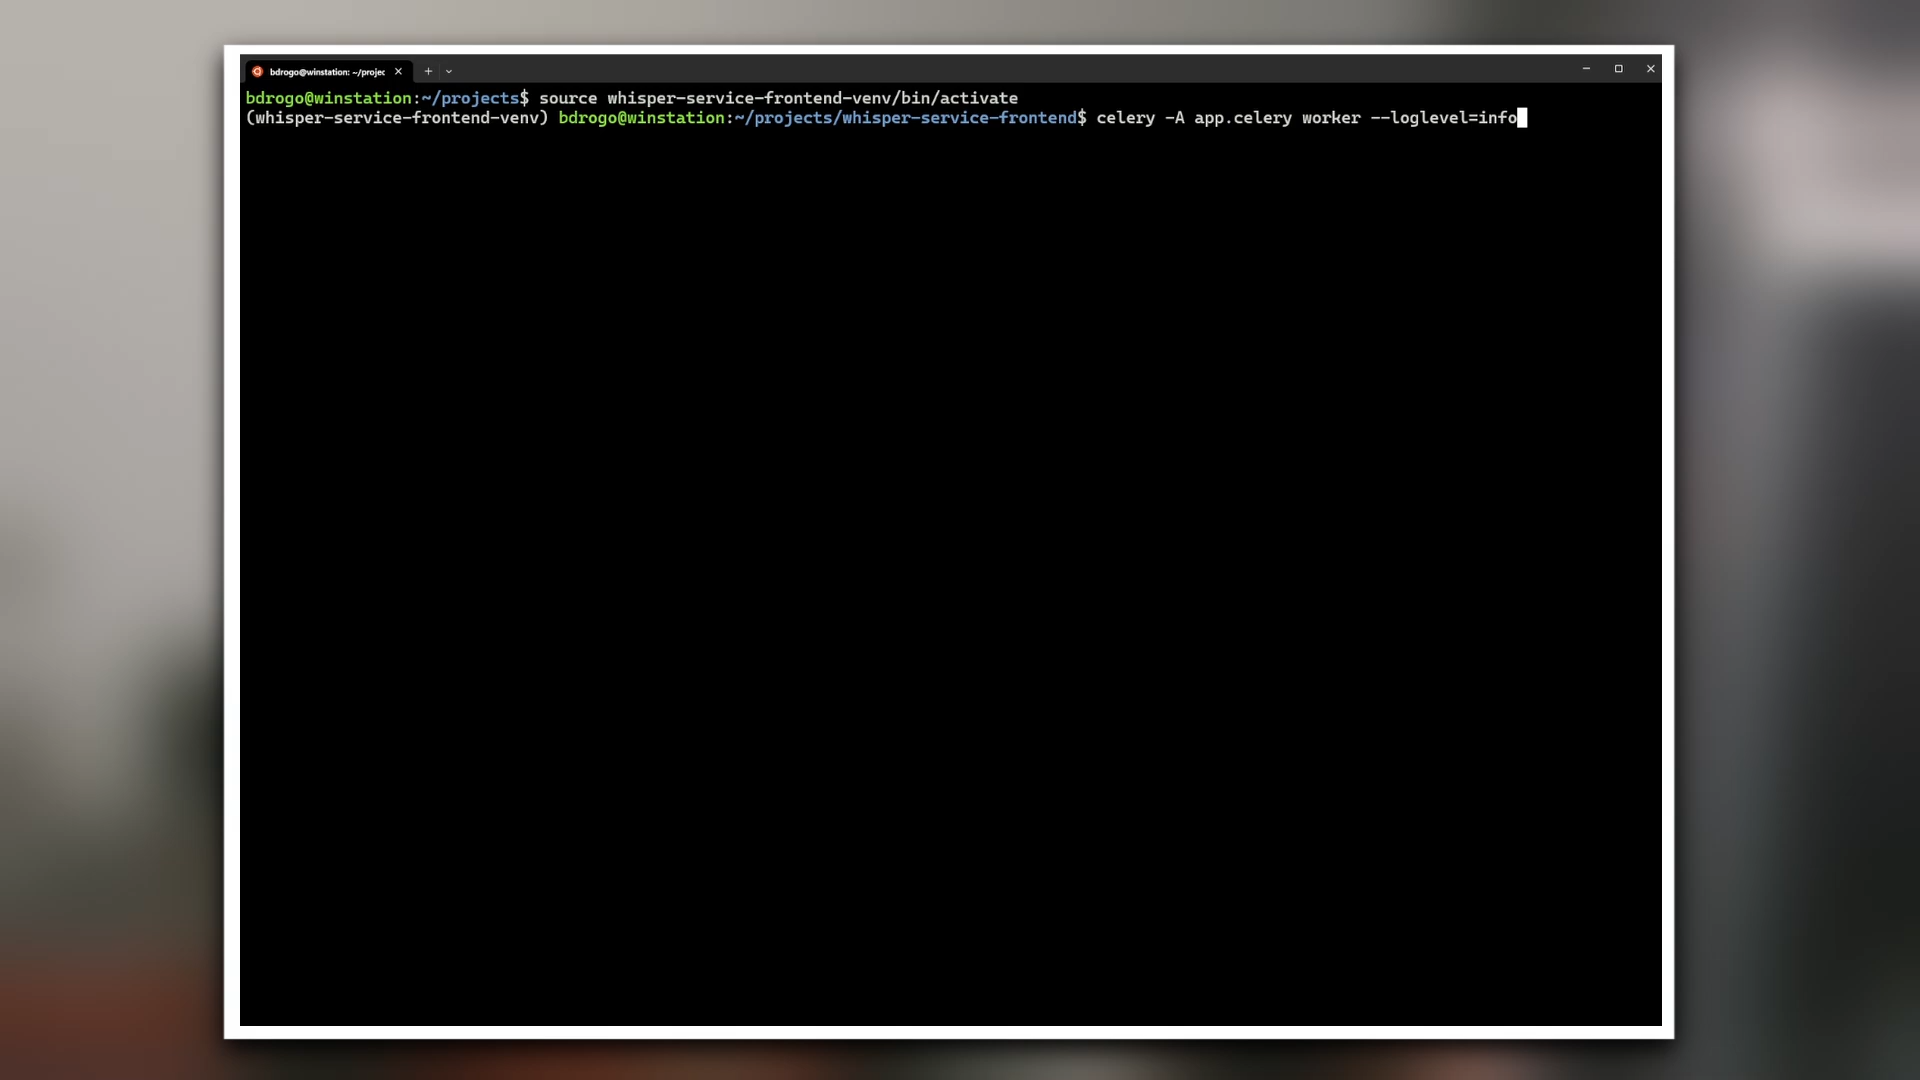 bdrogo@winstation: ~/projec
bdrogo@winstation:~/projects$ source whisper-service-frontend-venv/bin/activate
(whisper-service-frontend-venv) bdrogo@winstation:~/projects/whisper-service-frontend$ celery -A app.celery worker --loglevel=info